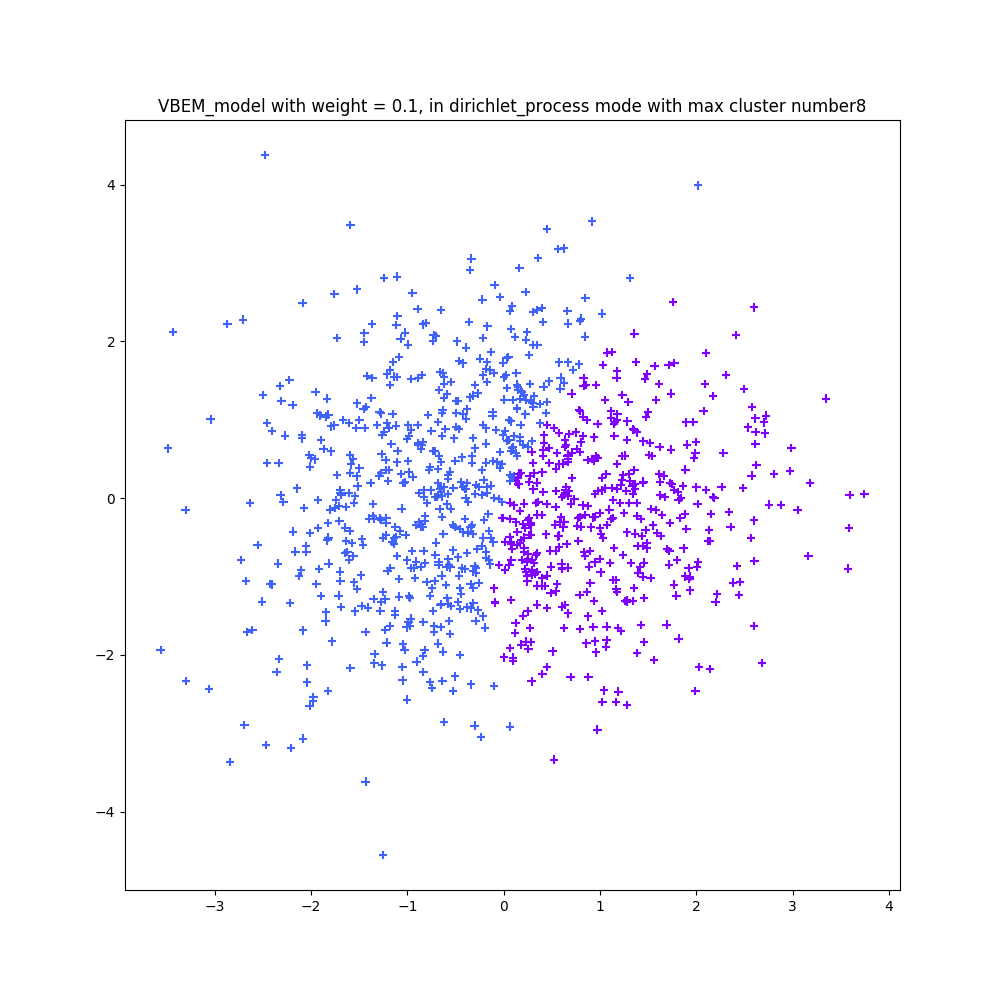 VBEM_model with weight = 0.1, in dirichlet_process mode with max cluster number8
4
2
0
−2
−4
−3 −2 −1 0 1 2 3 4